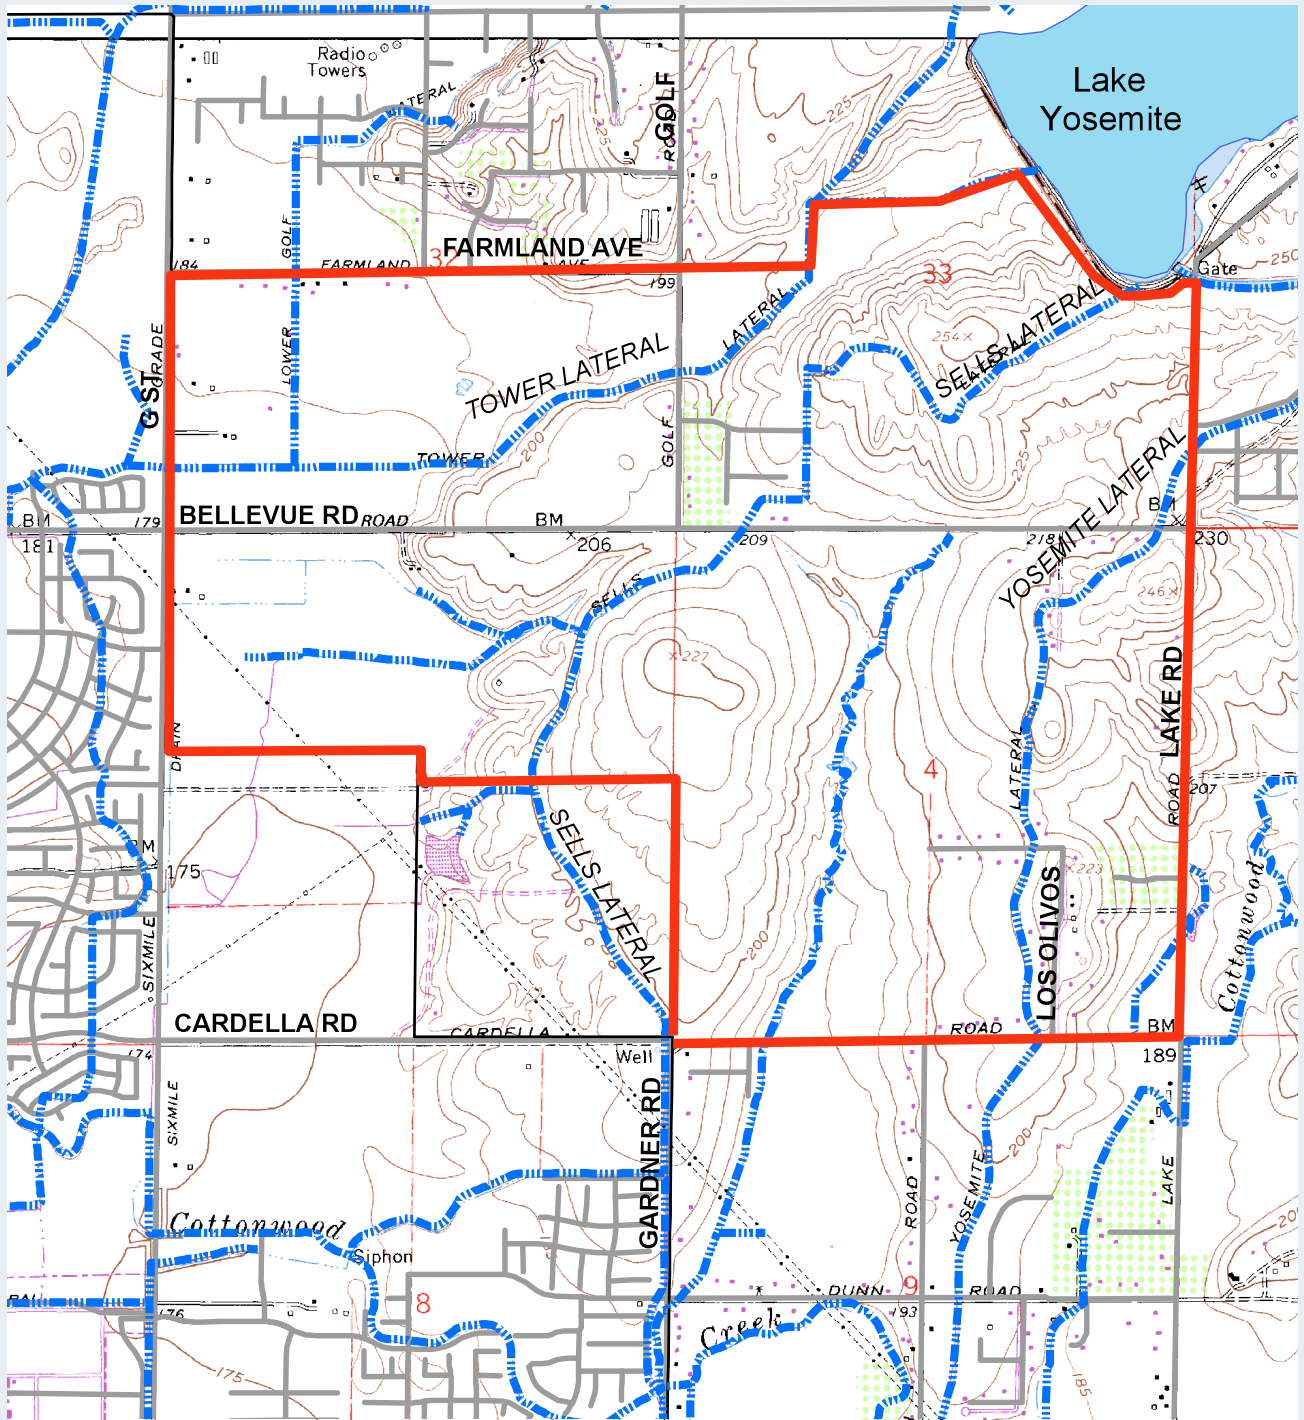 Radio
Towers
LATERAL
GOLF
ROAD
225
Lake
Yosemite
225
GOLF
FARMLAND AVE
32
184
FARMLAND
AVE
199
33
Gate
250
LOWER
GRADE
G ST
LATERAL
TOWER LATERAL
254
SELLS LATERAL
LATERAL
200
GOLF
TOWER
225
YOSEMITE LATERAL
BM
179
BELLEVUE RD
ROAD
BM
BM
181
206
209
218
230
SELLS
246
227
LAKE RD
DRAIN
LATERAL
4
ROAD
207
BM
175
SELLS LATERAL
223
LOS OLIVOS
Cottonwood
SIXMILE
200
CARDELLA RD
CARDELLA
ROAD
BM
174
Well
189
SIXMILE
GARDNER RD
200
YOSEMITE
ROAD
LAKE
Cottonwood
Siphon
8
176
DUNN
9
ROAD
193
Creek
175
185